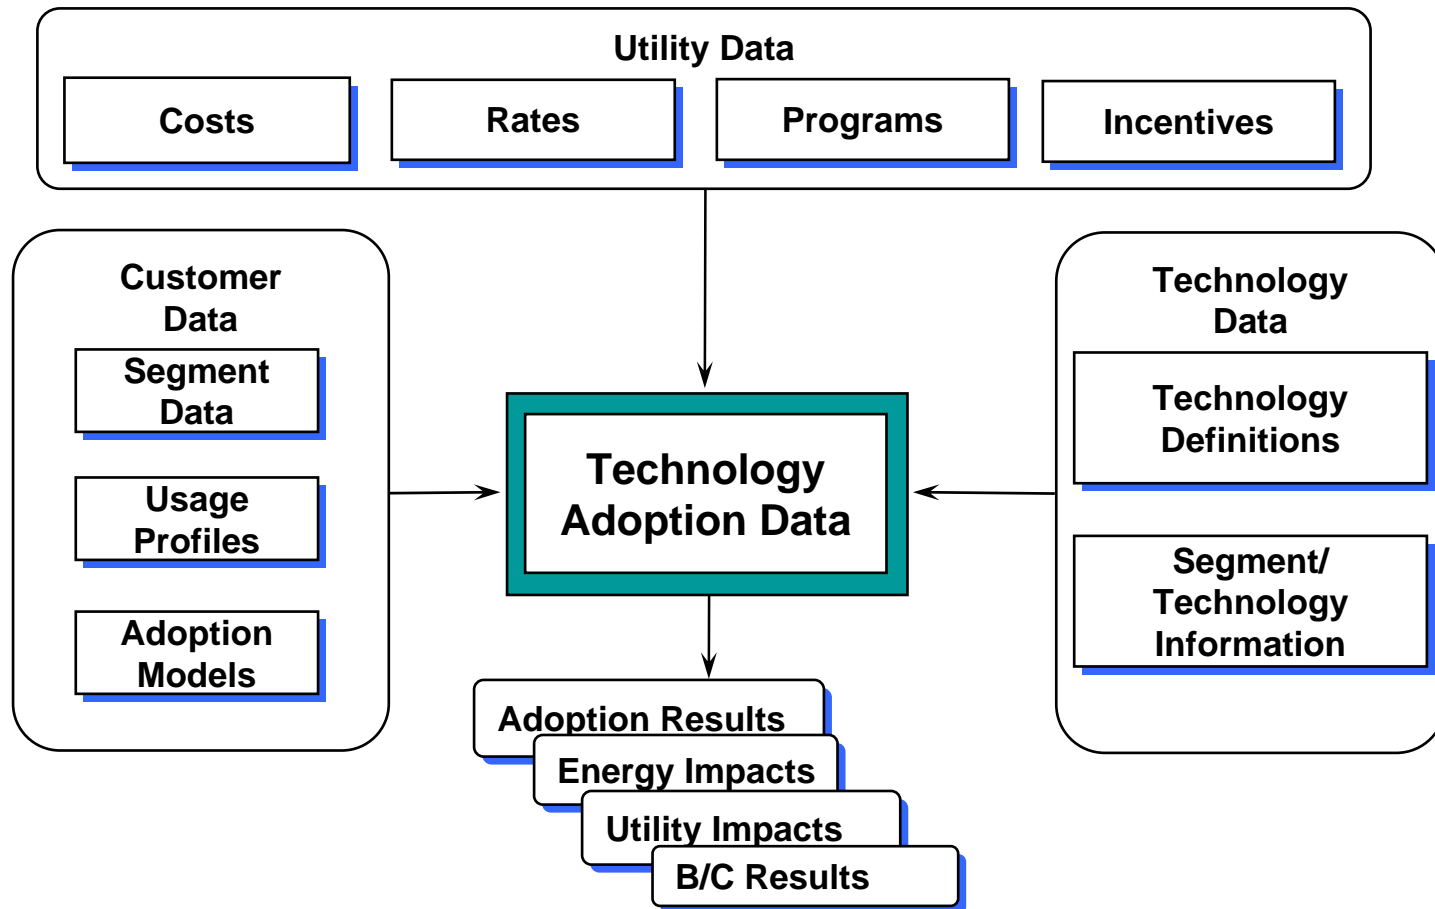 Utility Data
Costs
Rates
Programs
Incentives
Customer
Data
Segment
Data
Usage
Profiles
Adoption
Models
Technology
Adoption Data
Technology
Data
Technology
Definitions
Segment/
Technology
Information
Adoption Results
Energy Impacts
Utility Impacts
B/C Results